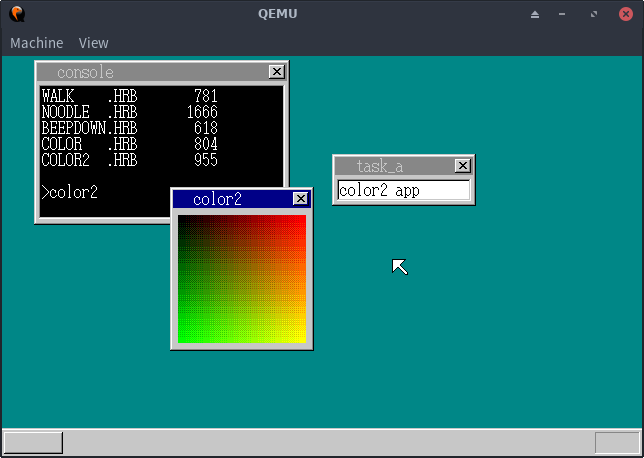 QEMU
Machine View
console
WALK .HRB 781
NOODLE .HRB 1666
BEEPDOWN.HRB 618
COLOR .HRB 804
COLOR2 .HRB 955
>color2
task_a
color2 app
color2